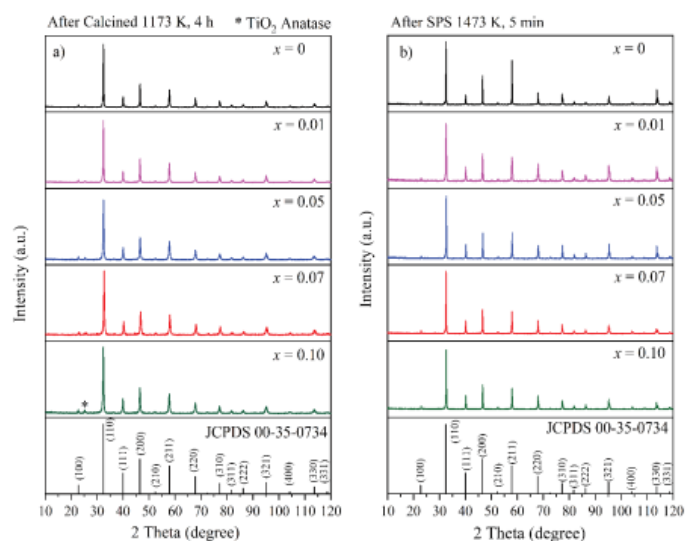 After Calcined 1173 K, 4 h * TiO2 Anatase
a)
x = 0
x = 0.01
x = 0.05
x = 0.07
x = 0.10
*
JCPDS 00-35-0734
(100)
(110)
(111)
(200)
(210)
(211)
(220)
(310)
(311)
(222)
(321)
(400)
(330)
(331)
10 20 30 40 50 60 70 80 90 100 110 120
2 Theta (degree)
Intensity (a.u.)
After SPS 1473 K, 5 min
b)
x = 0
x = 0.01
x = 0.05
x = 0.07
x = 0.10
JCPDS 00-35-0734
(100)
(110)
(111)
(200)
(210)
(211)
(220)
(310)
(311)
(222)
(321)
(400)
(330)
(331)
10 20 30 40 50 60 70 80 90 100 110 120
2 Theta (degree)
Intensity (a.u.)